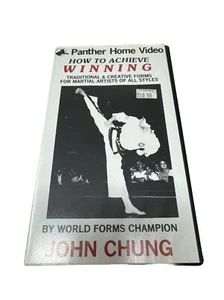 Panther Home Video
HOW TO ACHIEVE
WINNING
TRADITIONAL & CREATIVE FORMS
FOR MARTIAL ARTISTS OF ALL STYLES
BY WORLD FORMS CHAMPION
JOHN CHUNG